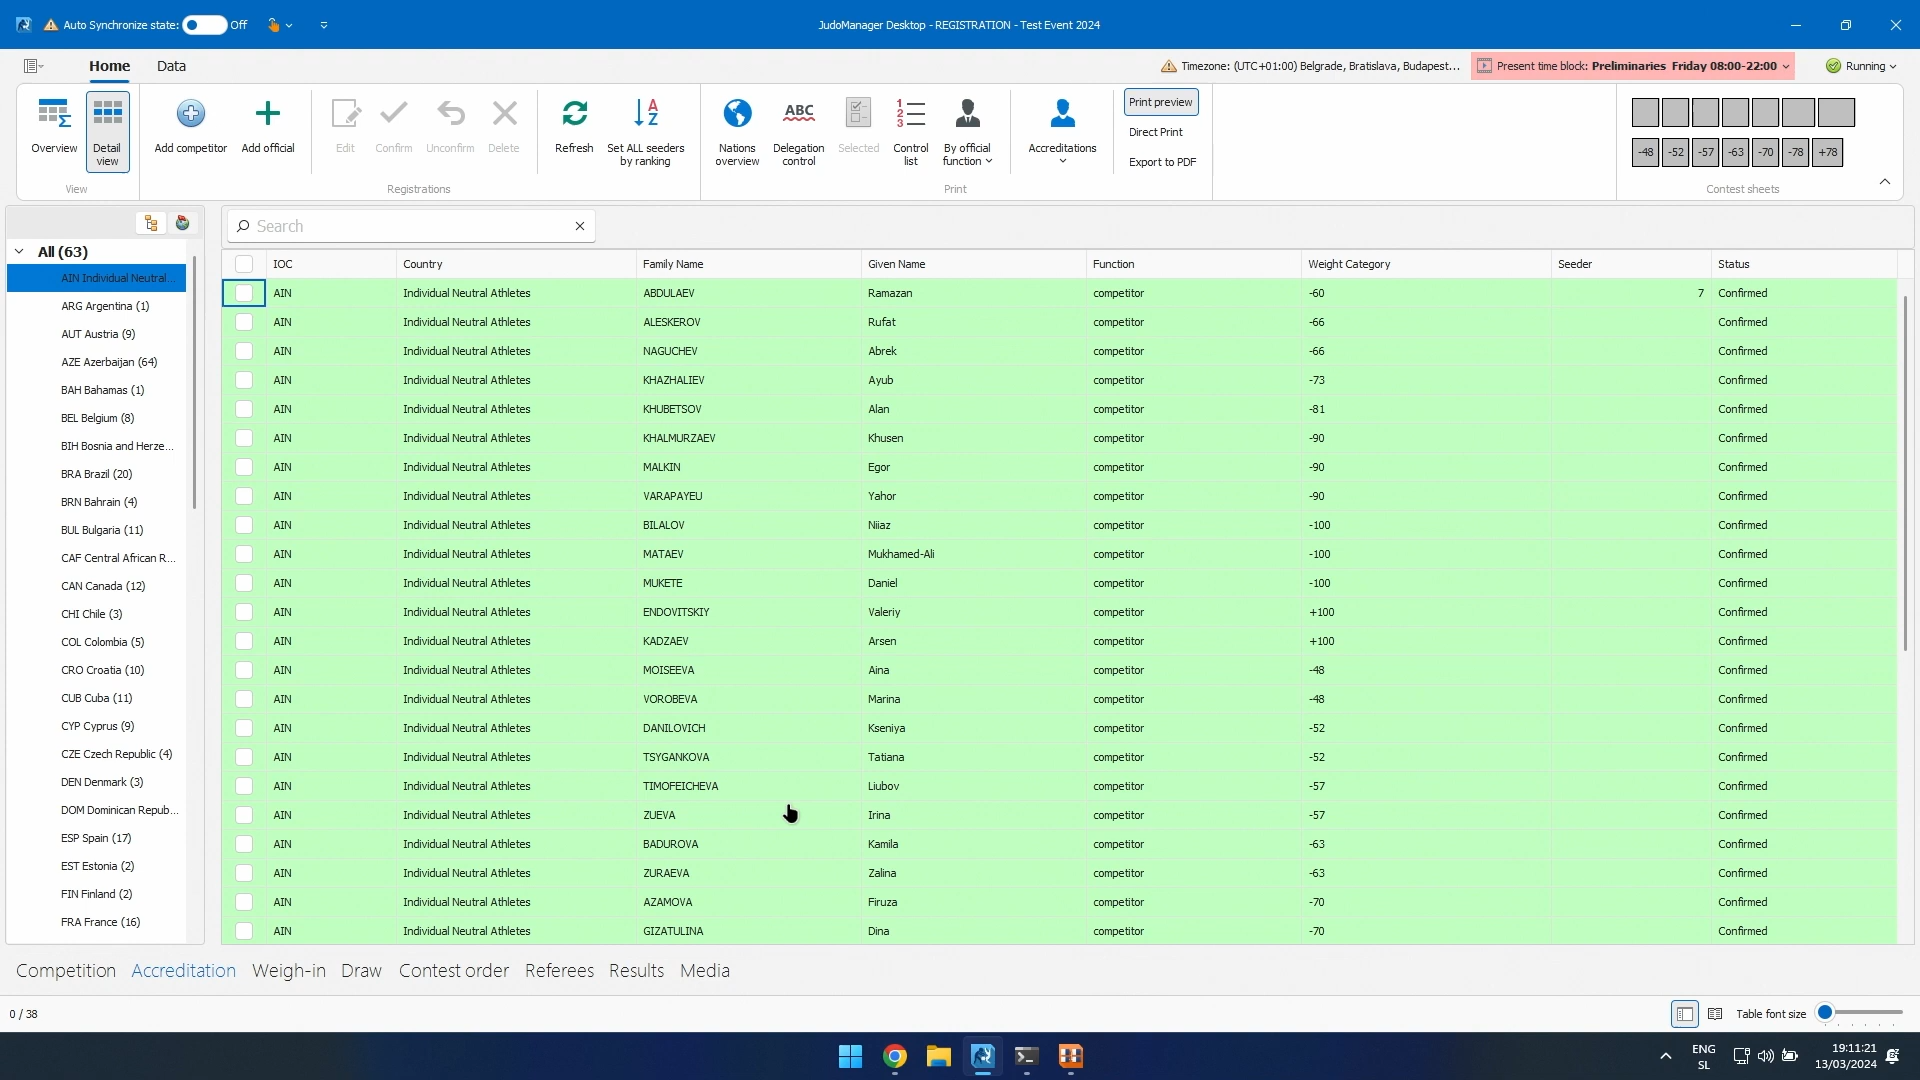 Auto Synchronize state: Off
JudoManager Desktop - REGISTRATION - Test Event 2024
Home Data
Timezone: (UTC+01:00) Belgrade, Bratislava, Budapest...
Present time block: Preliminaries Friday 08:00-22:00
Running
Overview
Detail view
View
Add competitor
Add official
Edit
Confirm
Unconfirm
Delete
Registrations
Refresh
Set ALL seeders by ranking
Nations overview
Delegation control
Selected
Control list
By official function
Accreditations
Print preview
Direct Print
Export to PDF
Print
-48 -52 -57 -63 -70 -78 +78
Contest sheets
All (63)
AIN Individual Neutral...
ARG Argentina (1)
AUT Austria (9)
AZE Azerbaijan (64)
BAH Bahamas (1)
BEL Belgium (8)
BIH Bosnia and Herze...
BRA Brazil (20)
BRN Bahrain (4)
BUL Bulgaria (11)
CAF Central African R...
CAN Canada (12)
CHI Chile (3)
COL Colombia (5)
CRO Croatia (10)
CUB Cuba (11)
CYP Cyprus (9)
CZE Czech Republic (4)
DEN Denmark (3)
DOM Dominican Repub...
ESP Spain (17)
EST Estonia (2)
FIN Finland (2)
FRA France (16)
Search
IOC Country Family Name Given Name Function Weight Category Seeder Status
AIN Individual Neutral Athletes ABDULAEV Ramazan competitor -60 7 Confirmed
AIN Individual Neutral Athletes ALESKEROV Rufat competitor -66 Confirmed
AIN Individual Neutral Athletes NAGUCHEV Abrek competitor -66 Confirmed
AIN Individual Neutral Athletes KHAZHALIEV Ayub competitor -73 Confirmed
AIN Individual Neutral Athletes KHUBETSOV Alan competitor -81 Confirmed
AIN Individual Neutral Athletes KHALMURZAEV Khusen competitor -90 Confirmed
AIN Individual Neutral Athletes MALKIN Egor competitor -90 Confirmed
AIN Individual Neutral Athletes VARAPAYEU Yahor competitor -90 Confirmed
AIN Individual Neutral Athletes BILALOV Niiaz competitor -100 Confirmed
AIN Individual Neutral Athletes MATAEV Mukhamed-Ali competitor -100 Confirmed
AIN Individual Neutral Athletes MUKETE Daniel competitor -100 Confirmed
AIN Individual Neutral Athletes ENDOVITSKIY Valeriy competitor +100 Confirmed
AIN Individual Neutral Athletes KADZAEV Arsen competitor +100 Confirmed
AIN Individual Neutral Athletes MOISEEVA Aina competitor -48 Confirmed
AIN Individual Neutral Athletes VOROBEVA Marina competitor -48 Confirmed
AIN Individual Neutral Athletes DANILOVICH Kseniya competitor -52 Confirmed
AIN Individual Neutral Athletes TSYGANKOVA Tatiana competitor -52 Confirmed
AIN Individual Neutral Athletes TIMOFEICHEVA Liubov competitor -57 Confirmed
AIN Individual Neutral Athletes ZUEVA Irina competitor -57 Confirmed
AIN Individual Neutral Athletes BADUROVA Kamila competitor -63 Confirmed
AIN Individual Neutral Athletes ZURAEVA Zalina competitor -63 Confirmed
AIN Individual Neutral Athletes AZAMOVA Firuza competitor -70 Confirmed
AIN Individual Neutral Athletes GIZATULINA Dina competitor -70 Confirmed
Competition Accreditation Weigh-in Draw Contest order Referees Results Media
0 / 38
Table font size
ENG
SL
19:11:21
13/03/2024